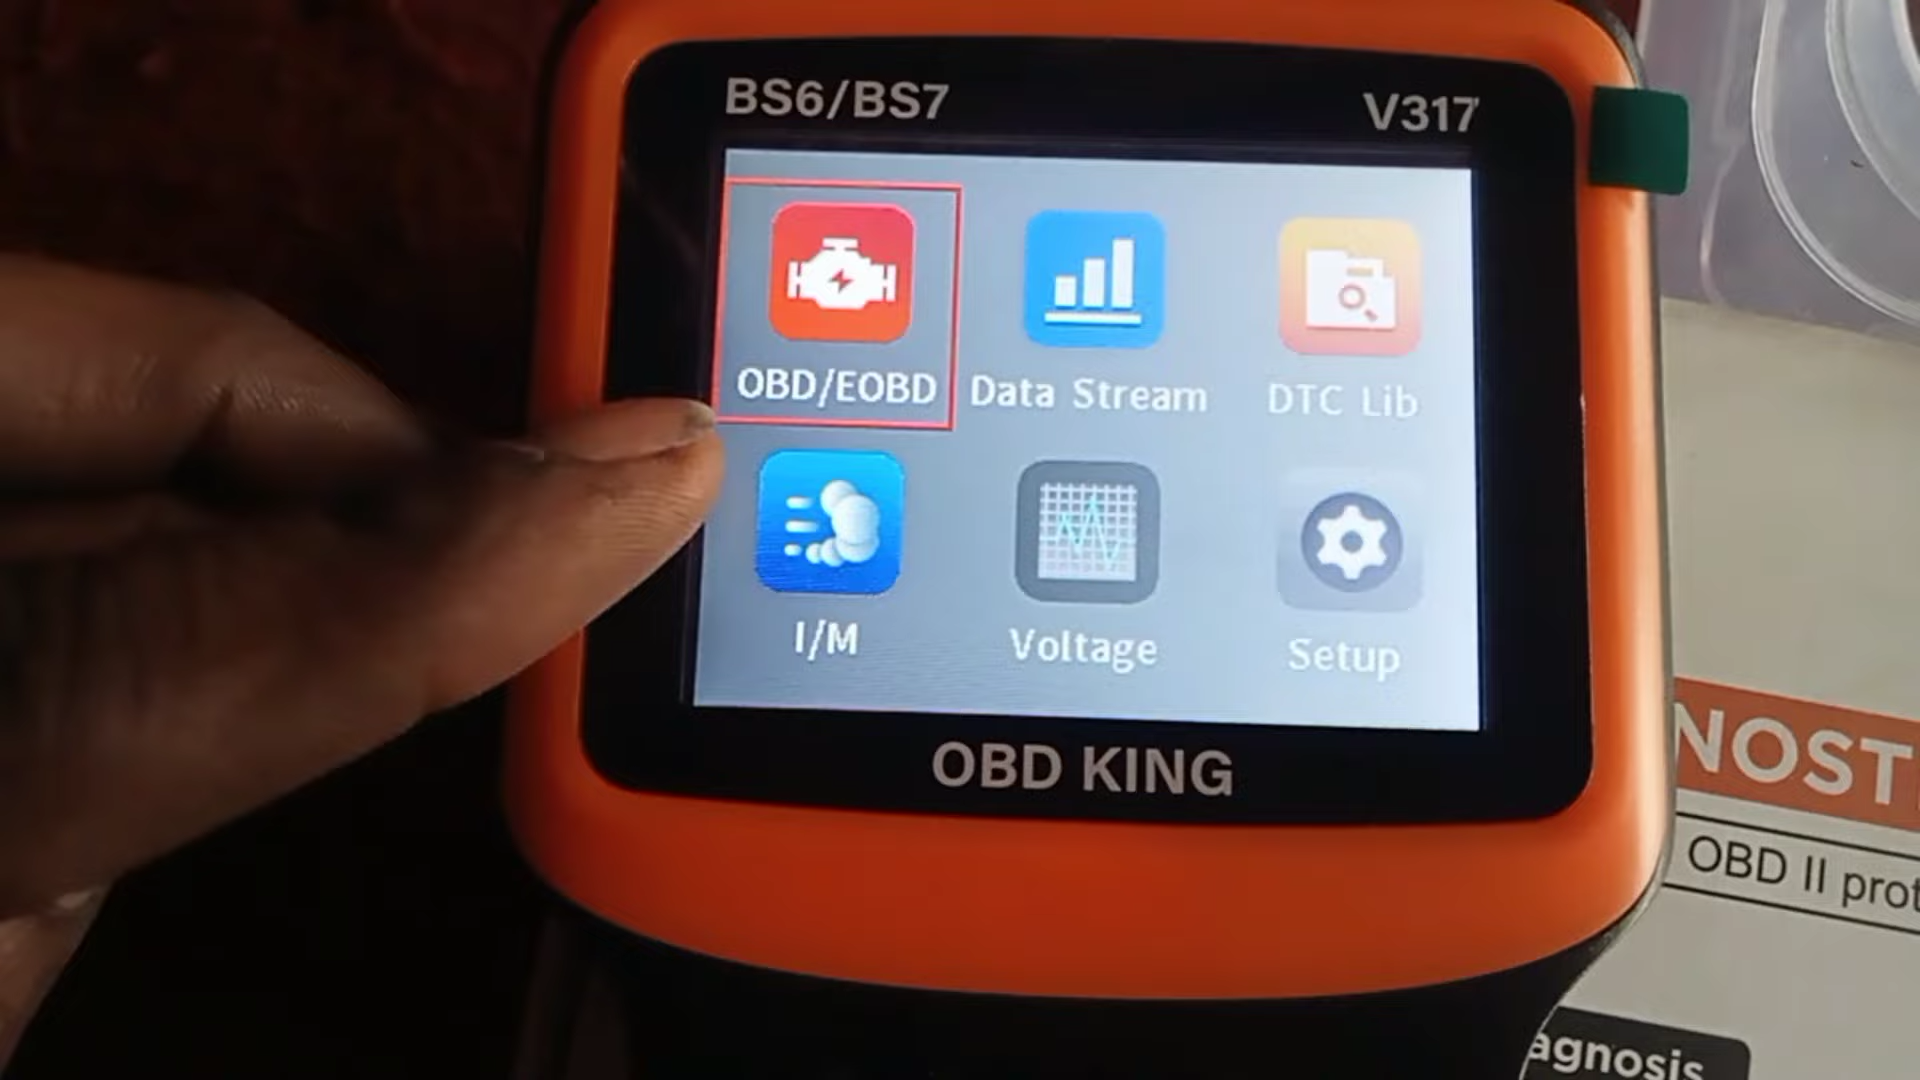 BS6/BS7 V317
OBD/EOBD Data Stream DTC Lib
I/M Voltage Setup
OBD KING
NOST
OBD II prot
agnosis